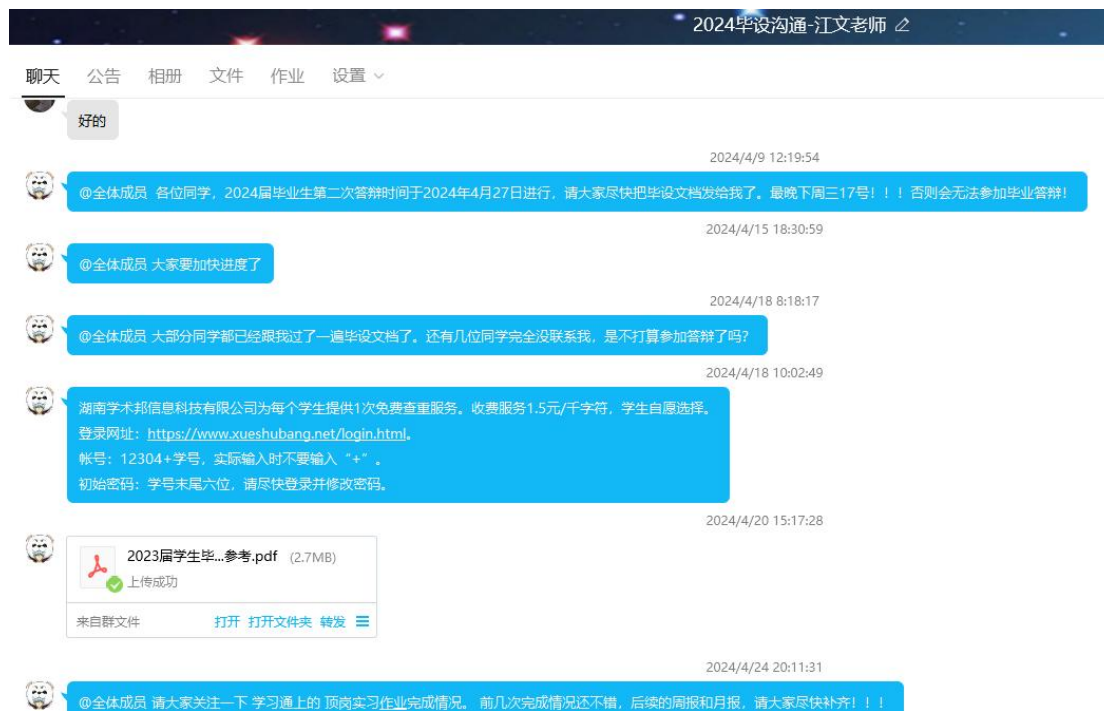 2024毕设沟通-江文老师
聊天 公告 相册 文件 作业 设置
好的
2024/4/9 12:19:54
@全体成员 各位同学，2024届毕业生第二次答辩时间于2024年4月27日进行，请大家尽快把毕设文档发给我了。最晚下周三17号！！！否则会无法参加毕业答辩！
2024/4/15 18:30:59
@全体成员 大家要加快进度了
2024/4/18 8:18:17
@全体成员 大部分同学都已经跟我过了一遍毕设文档了。还有几位同学完全没联系我，是不打算参加答辩了吗？
2024/4/18 10:02:49
湖南学术邦信息科技有限公司为每个学生提供1次免费查重服务。收费服务1.5元/千字符，学生自愿选择。
登录网址：https://www.xueshubang.net/login.html。
帐号：12304+学号，实际输入时不要输入“+”。
初始密码：学号末尾六位，请尽快登录并修改密码。
2024/4/20 15:17:28
2023届学生毕...参考.pdf (2.7MB)
上传成功
来自群文件 打开 打开文件夹 转发
2024/4/24 20:11:31
@全体成员 请大家关注一下 学习通上的 顶岗实习作业完成情况。 前几次完成情况还不错，后续的周报和月报，请大家尽快补齐！！！